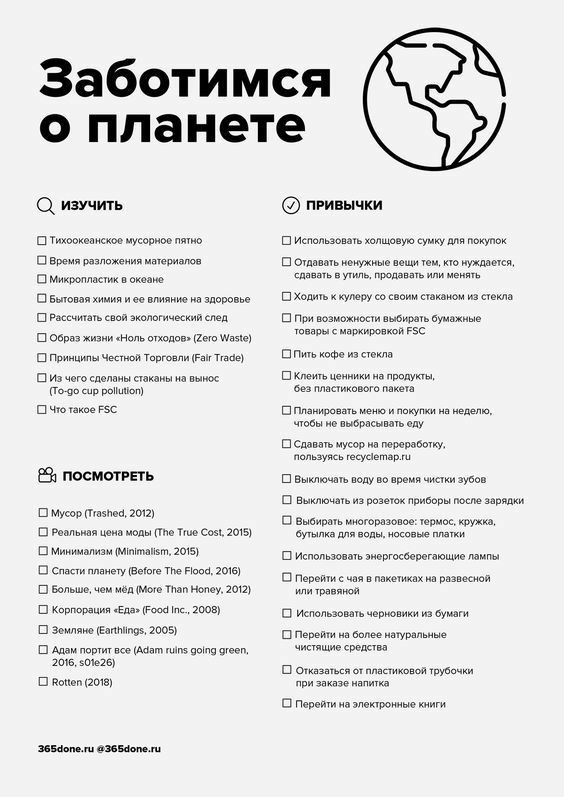 Заботимся
о планете
ИЗУЧИТЬ
Тихоокеанское мусорное пятно
Время разложения материалов
Микропластик в океане
Бытовая химия и ее влияние на здоровье
Рассчитать свой экологический след
Образ жизни «Ноль отходов» (Zero Waste)
Принципы Честной Торговли (Fair Trade)
Из чего сделаны стаканы на вынос
(To-go cup pollution)
Что такое FSC
ПОСМОТРЕТЬ
Мусор (Trashed, 2012)
Реальная цена моды (The True Cost, 2015)
Минимализм (Minimalism, 2015)
Спасти планету (Before The Flood, 2016)
Больше, чем мёд (More Than Honey, 2012)
Корпорация «Еда» (Food Inc., 2008)
Земляне (Earthlings, 2005)
Адам портит все (Adam ruins going green,
2016, s01e26)
Rotten (2018)
ПРИВЫЧКИ
Использовать холщовую сумку для покупок
Отдавать ненужные вещи тем, кто нуждается,
сдавать в утиль, продавать или менять
Ходить к кулеру со своим стаканом из стекла
При возможности выбирать бумажные
товары с маркировкой FSC
Пить кофе из стекла
Клеить ценники на продукты,
без пластикового пакета
Планировать меню и покупки на неделю,
чтобы не выбрасывать еду
Сдавать мусор на переработку,
пользуясь recyclemap.ru
Выключать воду во время чистки зубов
Выключать из розеток приборы после зарядки
Выбирать многоразовое: термос, кружка,
бутылка для воды, носовые платки
Использовать энергосберегающие лампы
Перейти с чая в пакетиках на развесной
или травяной
Использовать черновики из бумаги
Перейти на более натуральные
чистящие средства
Отказаться от пластиковой трубочки
при заказе напитка
Перейти на электронные книги
365done.ru @365done.ru